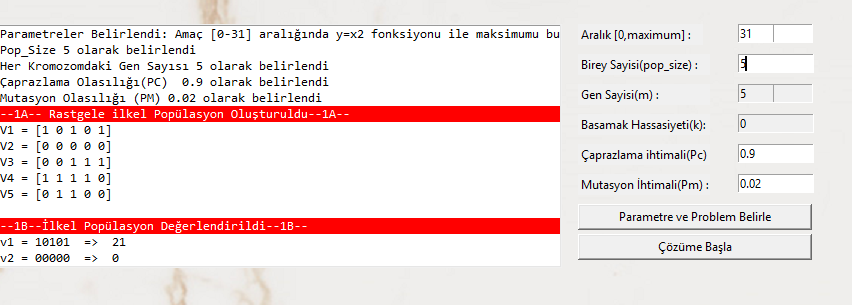 Parametreler Belirlendi: Amaç [0-31] aralığında y=x2 fonksiyonu ile maksimumu bu
Pop_Size 5 olarak belirlendi
Her Kromozomdaki Gen Sayısı 5 olarak belirlendi
Çaprazlama Olasılığı(PC)  0.9 olarak belirlendi
Mutasyon Olasılığı (PM) 0.02 olarak belirlendi
--1A-- Rastgele ilkel Popülasyon Oluşturuldu--1A--
V1 = [1 0 1 0 1]
V2 = [0 0 0 0 0]
V3 = [0 0 1 1 1]
V4 = [1 1 1 1 0]
V5 = [0 1 1 0 0]
--1B--İlkel Popülasyon Değerlendirildi--1B--
v1 = 10101  =>  21
v2 = 00000  =>  0
Aralık [0,maximum] : 31
Birey Sayisi(pop_size) : 5
Gen Sayisi(m) : 5
Basamak Hassasiyeti(k): 0
Çaprazlama ihtimali(Pc) 0.9
Mutasyon İhtimali(Pm) : 0.02
Parametre ve Problem Belirle
Çözüme Başla